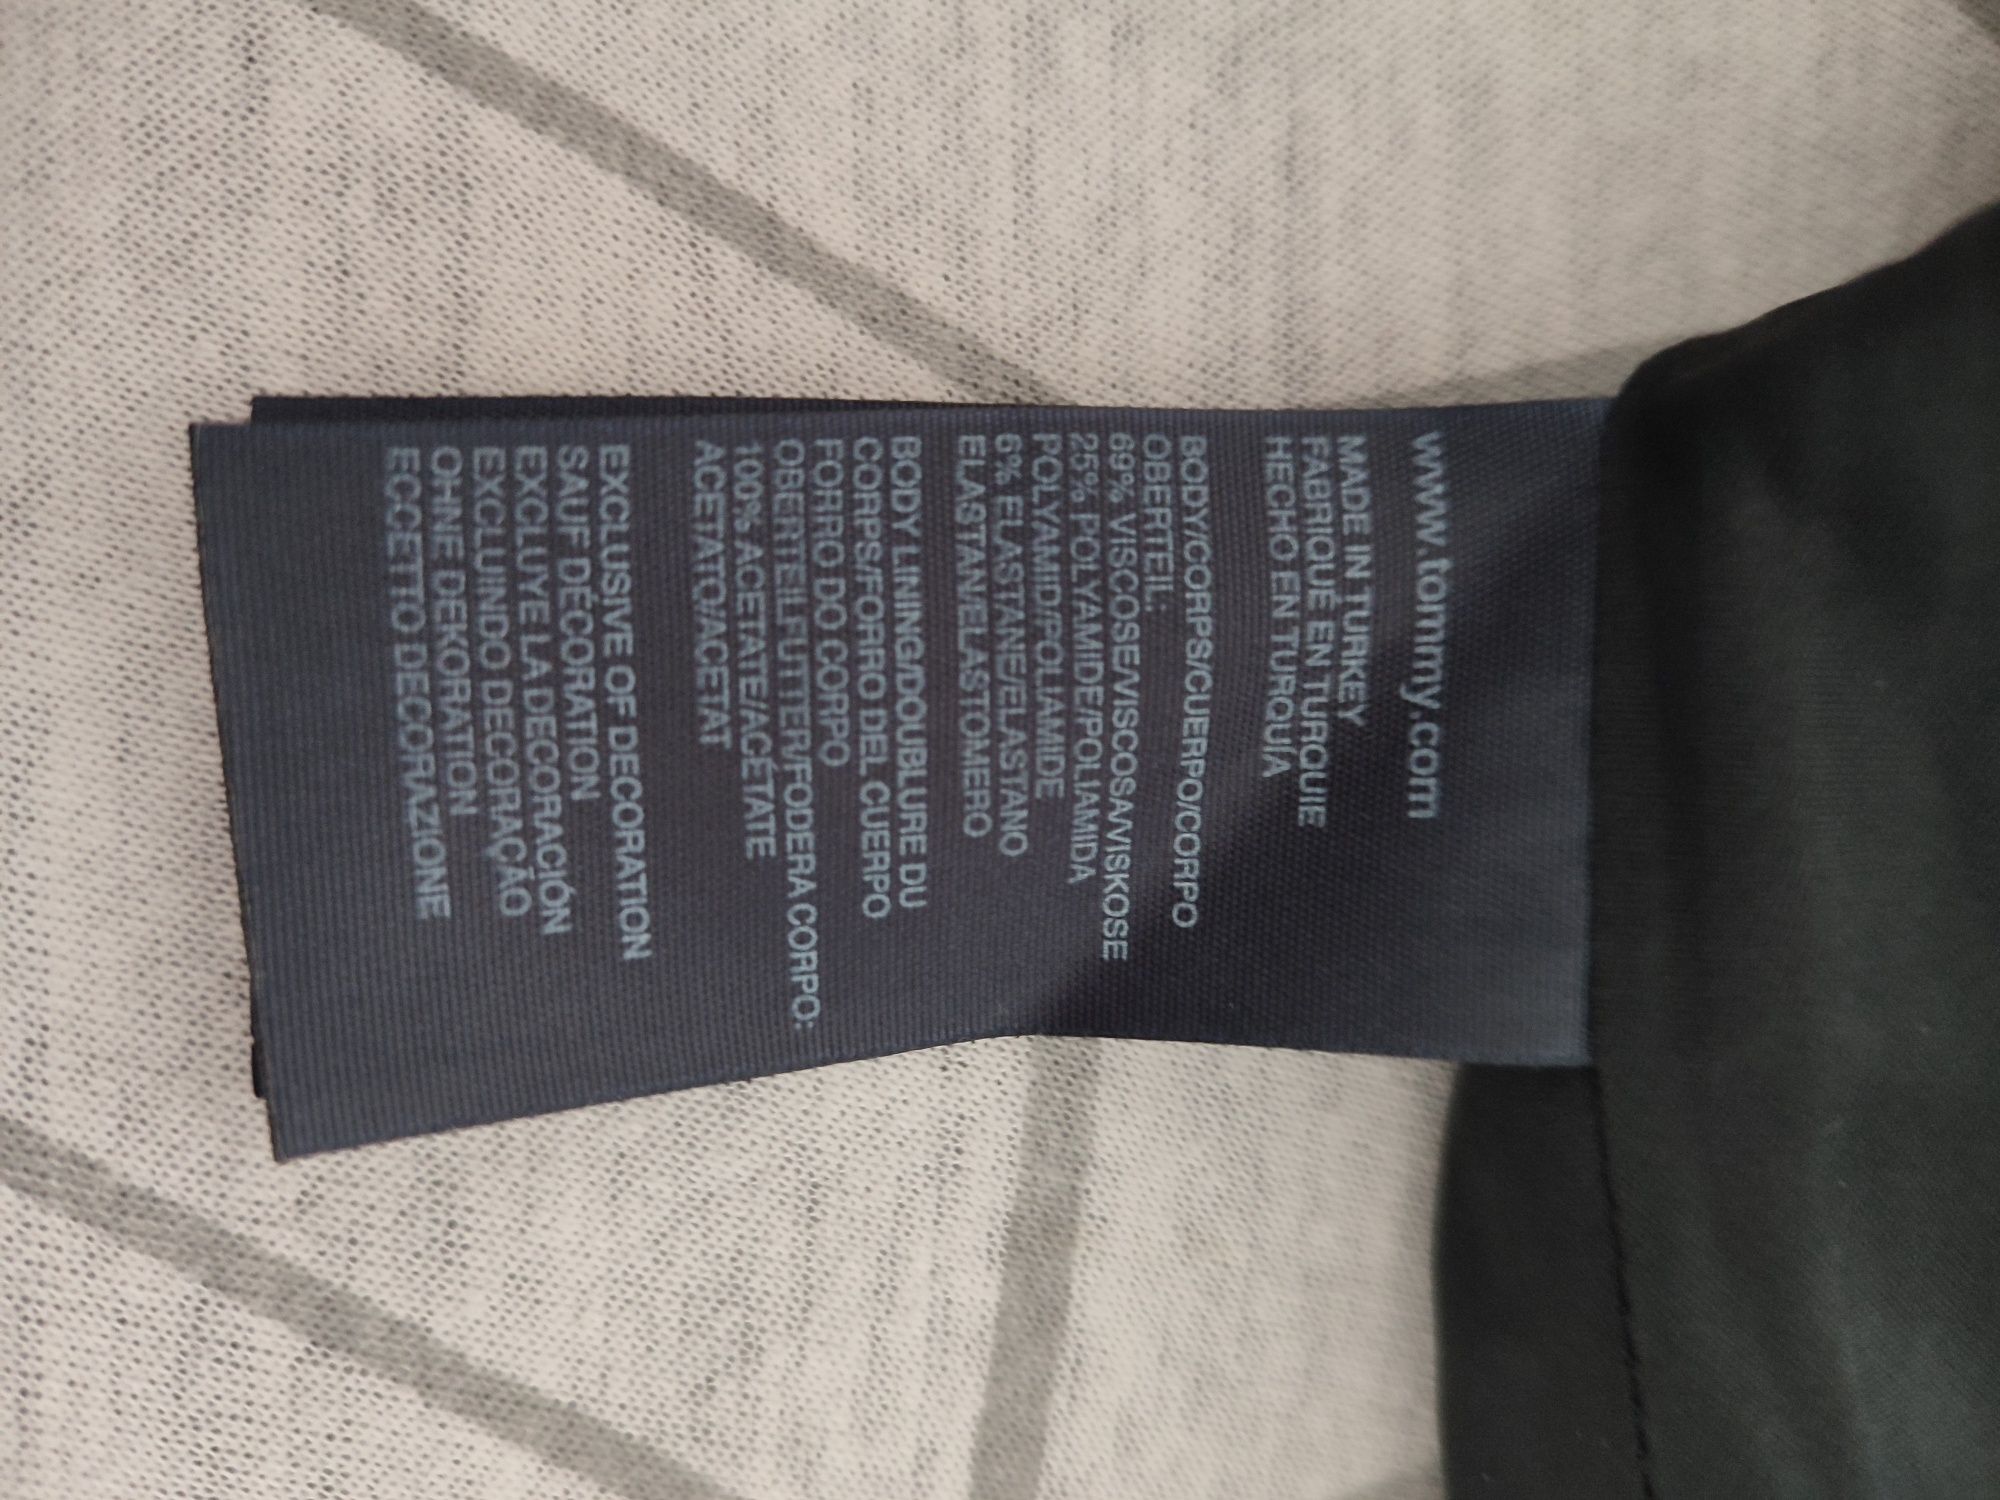 www.tommy.com
MADE IN TURKEY
FABRIQUÉ EN TURQUIE
HECHO EN TURQUÍA
BODY/CORPS/CUERPO/CORPO
OBERTEIL:
69% VISCOSE/VISCOSA/VISKOSE
25% POLYAMIDE/POLIAMIDA
POLYAMID/POLIAMIDE
6% ELASTANE/ELASTANO
ELASTAN/ELASTOMERO
BODY LINING/DOUBLURE DU
CORPS/FORRO DEL CUERPO
FORRO DO CORPO
OBERTEILFUTTER/FODERA CORPO:
100% ACETATE/ACÉTATE
ACETATO/ACETAT
EXCLUSIVE OF DECORATION
SAUF DÉCORATION
EXCLUYE LA DECORACIÓN
EXCLUINDO DECORAÇÃO
OHNE DEKORATION
ECCETTO DECORAZIONE